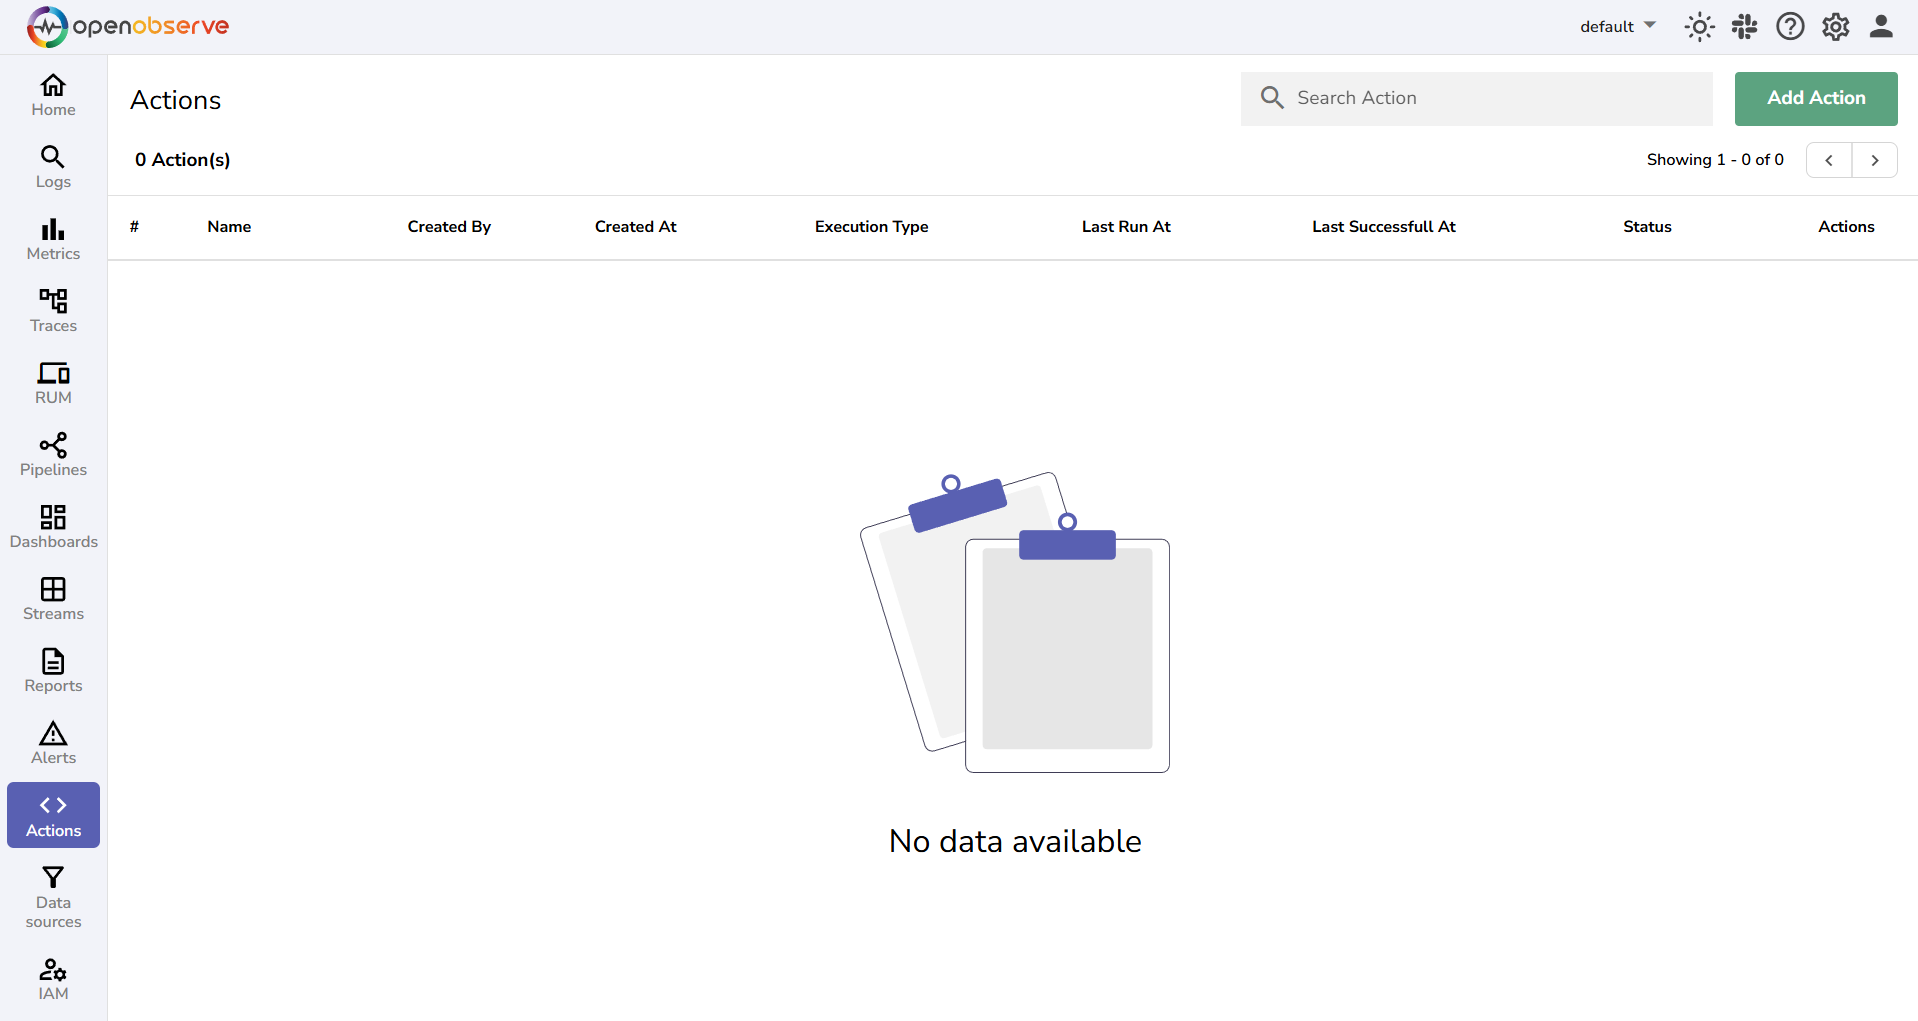 openobserve
default
Home
Logs
Metrics
Traces
RUM
Pipelines
Dashboards
Streams
Reports
Alerts
Actions
Data
sources
IAM
Actions
Search Action
Add Action
0 Action(s)
Showing 1 - 0 of 0
# Name Created By Created At Execution Type Last Run At Last Successfull At Status Actions
No data available